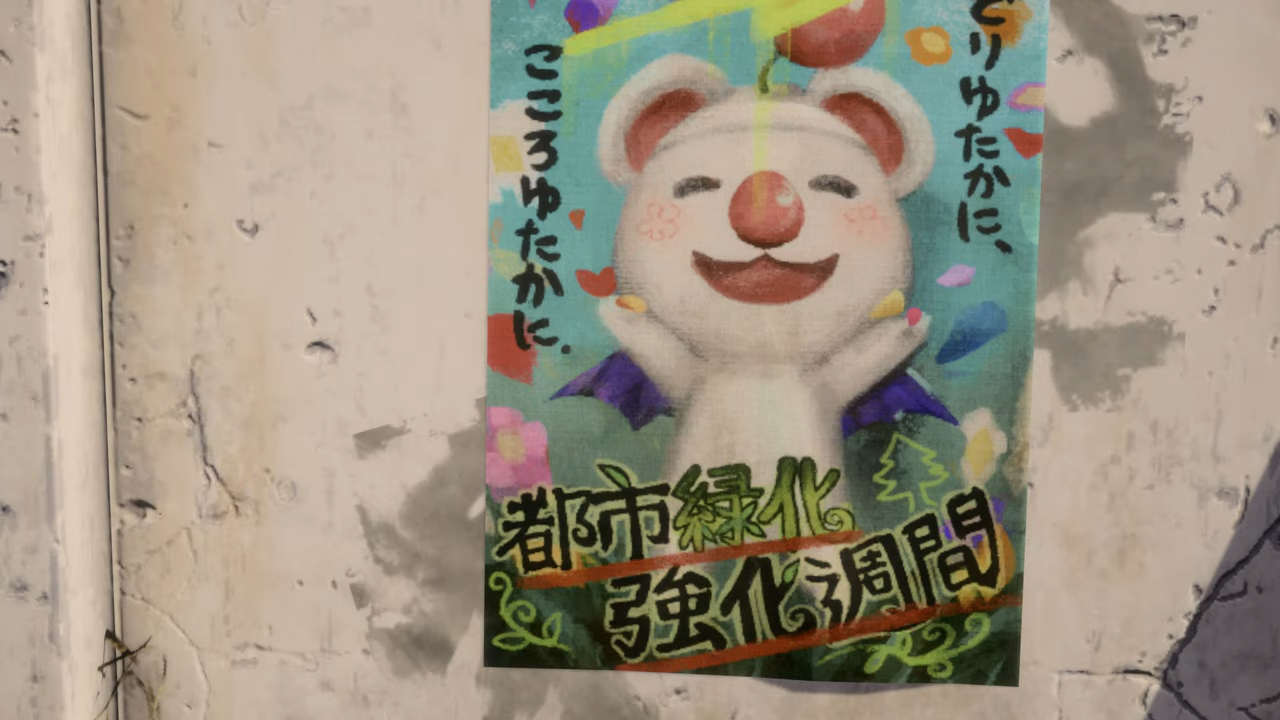 どりゆたかに、
こころゆたかに.
都市緑化
強化週間